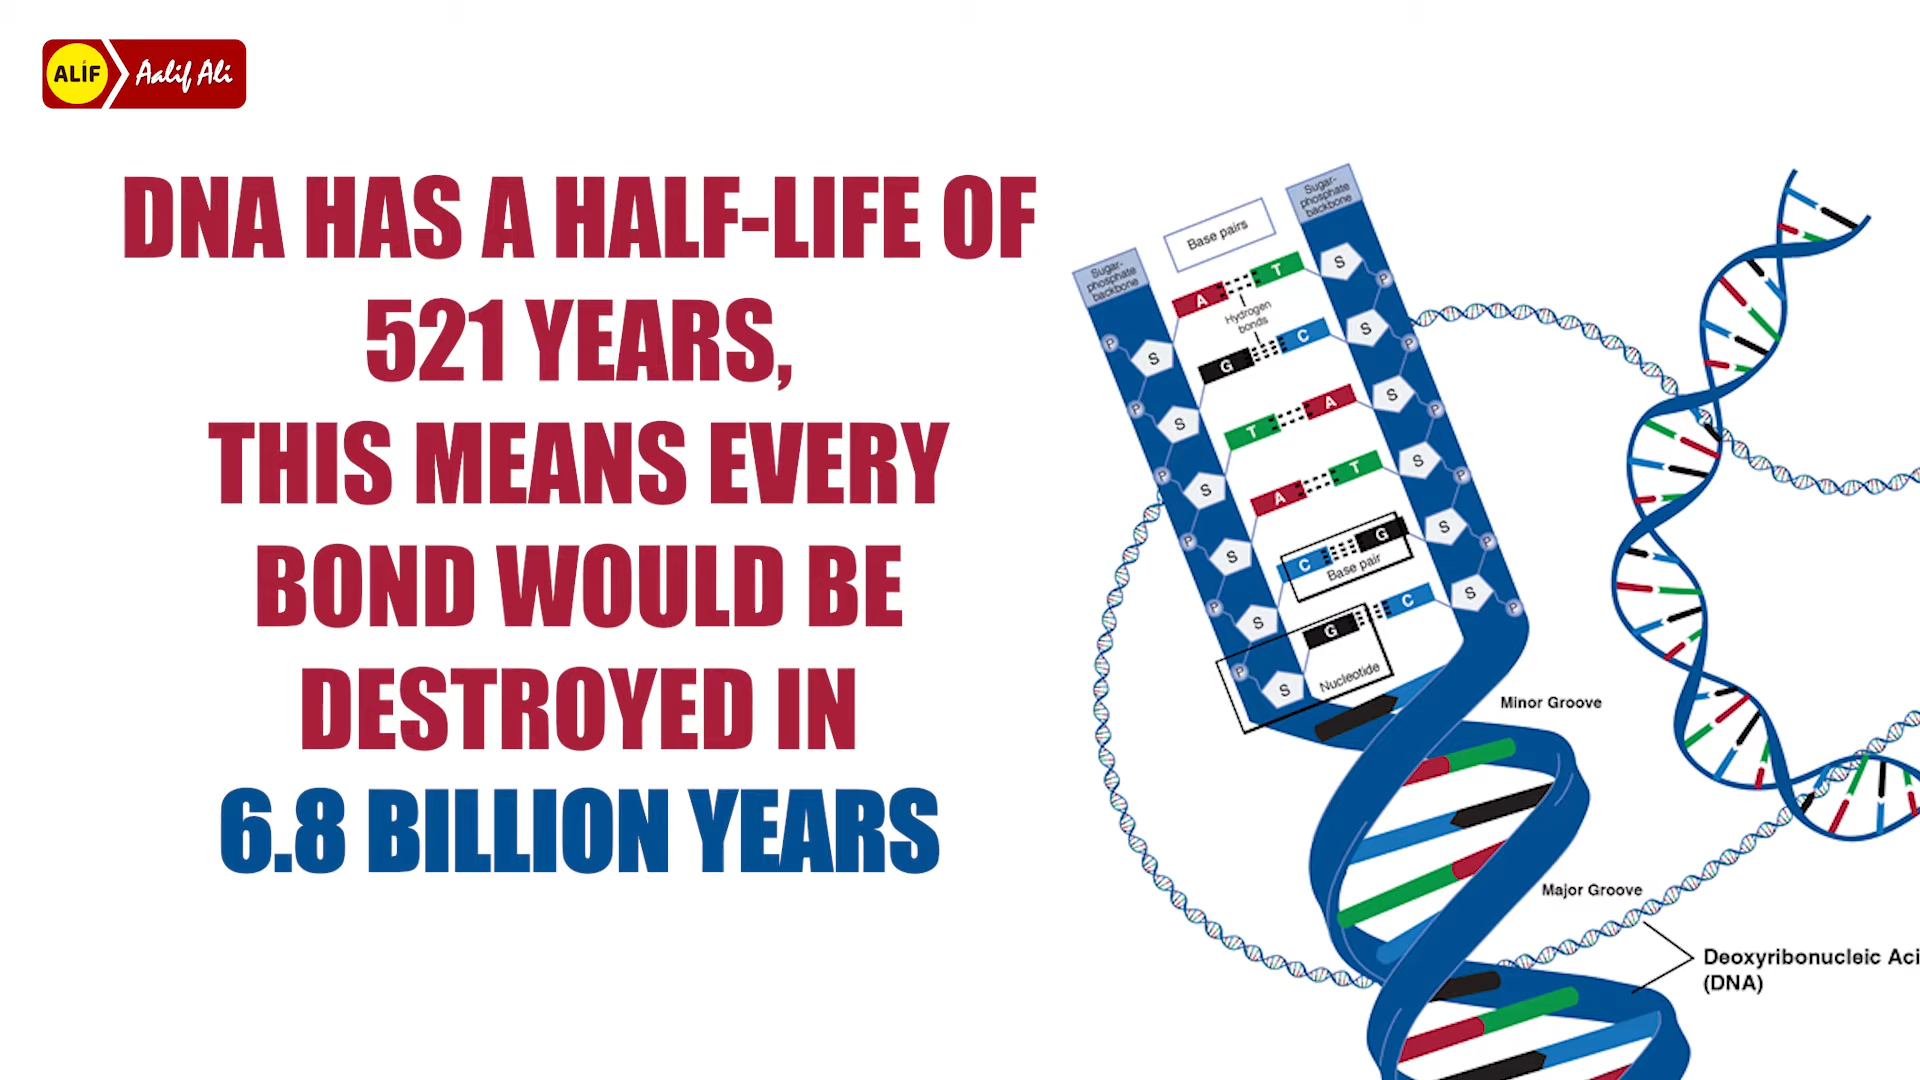 ALIF Aalif Ali
DNA HAS A HALF-LIFE OF
521 YEARS,
THIS MEANS EVERY
BOND WOULD BE
DESTROYED IN
6.8 BILLION YEARS
Sugar-
phosphate
backbone
Base pairs
Sugar-
phosphate
backbone
A T
Hydrogen
bonds
G C
T A
A T
C G
Base pair
G C
Nucleotide
S
S
S
S
S
S
S
S
S
S
S
S
P
P
P
P
P
P
P
P
P
P
P
P
Minor Groove
Major Groove
Deoxyribonucleic Aci
(DNA)